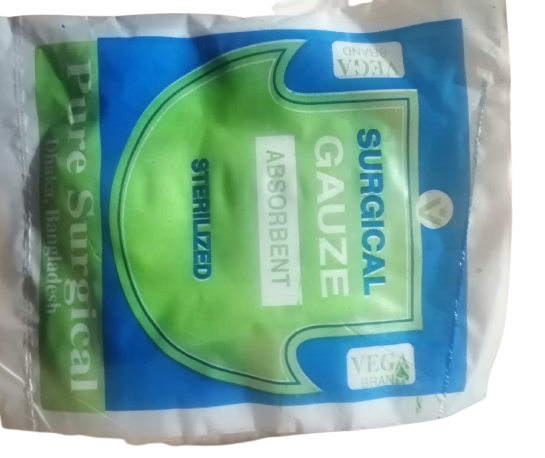 VEGA
BRAND
VEGA
BRAND
SURGICAL
GAUZE
ABSORBENT
STERILIZED
Pure Surgical
Dhaka, Bangladesh